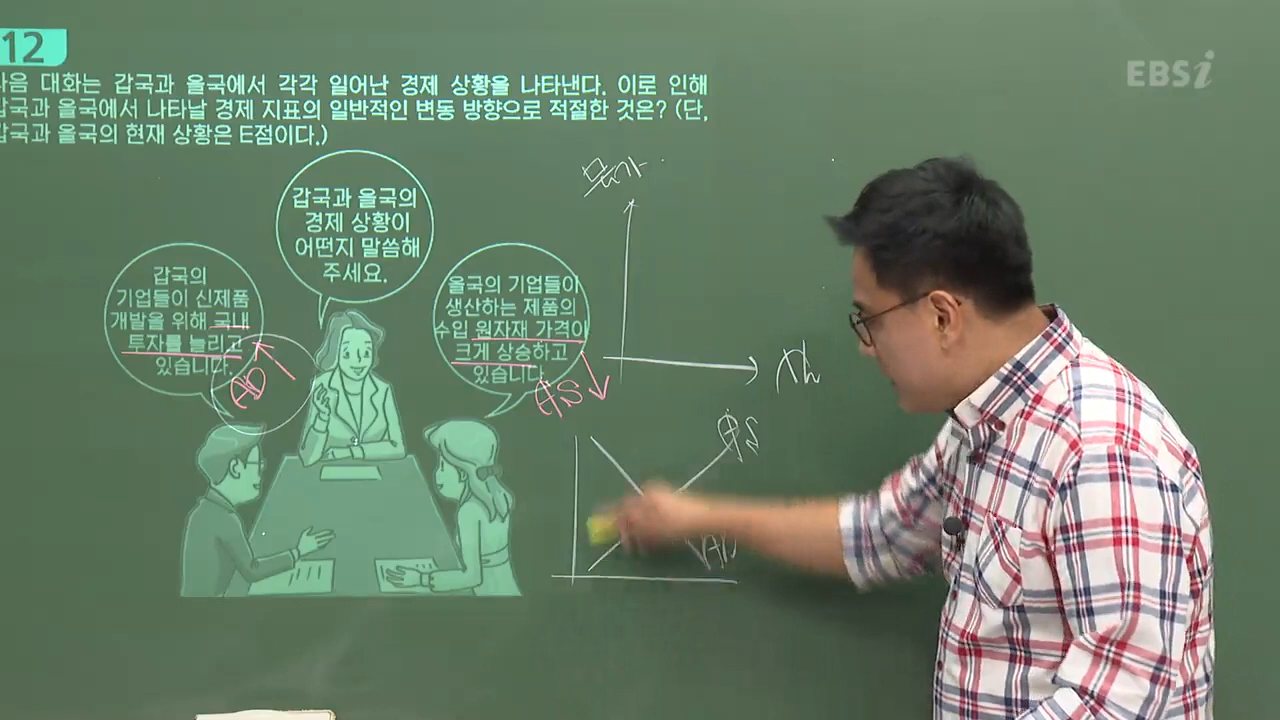 12
EBSi
다음 대화는 갑국과 을국에서 각각 일어난 경제 상황을 나타낸다. 이로 인해
갑국과 을국에서 나타날 경제 지표의 일반적인 변동 방향으로 적절한 것은? (단,
갑국과 을국의 현재 상황은 E점이다.)
갑국과 을국의
경제 상황이
어떤지 말씀해
주세요.
갑국의
기업들이 신제품
개발을 위해 국내
투자를 늘리고
있습니다.
을국의 기업들이
생산하는 제품의
수입 원자재 가격이
크게 상승하고
있습니다.
AD
AS
물가
AS
AD